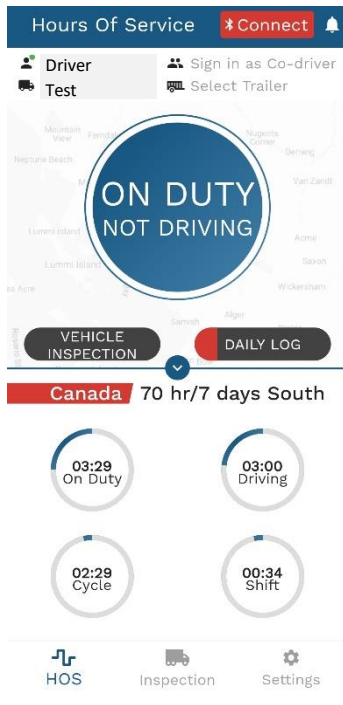 Hours Of Service
Connect
Driver
Sign in as Co-driver
Test
Select Trailer
Mountain View
Ferndal
Nugents Corner
Deming
Neptune Beach
Van Zandt
ON DUTY
NOT DRIVING
Lummi Island
Acme
Lummi Island
Saxon
Wickersham
Alger
Samish
VEHICLE
INSPECTION
DAILY LOG
Canada 70 hr/7 days South
03:29
On Duty
03:00
Driving
02:29
Cycle
00:34
Shift
HOS
Inspection
Settings